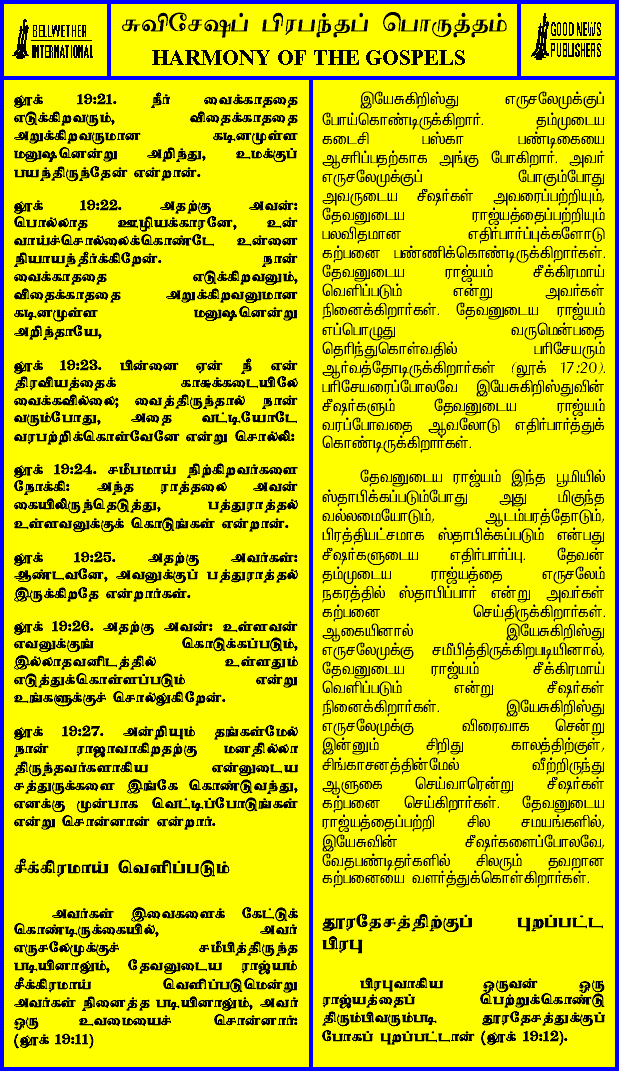 BELLWETHER
INTERNATIONAL
சுவிசேஷப் பிரபந்தப் பொருத்தம்
HARMONY OF THE GOSPELS
GOOD NEWS
PUBLISHERS
லூக் 19:21. நீர் வைக்காததை
எடுக்கிறவரும், விதைக்காததை
அறுக்கிறவருமான கடினமுள்ள
மனுஷனென்று அறிந்து, உமக்குப்
பயந்திருந்தேன் என்றான்.
லூக் 19:22. அதற்கு அவன்:
பொல்லாத ஊழியக்காரனே, உன்
வாய்ச்சொல்லைக்கொண்டே உன்னை
நியாயந்தீர்க்கிறேன். நான்
வைக்காததை எடுக்கிறவனும்,
விதைக்காததை அறுக்கிறவனுமான
கடினமுள்ள மனுஷனென்று
அறிந்தாயே,
லூக் 19:23. பின்னை ஏன் நீ என்
திரவியத்தைக் காசுக்கடையிலே
வைக்கவில்லை; வைத்திருந்தால் நான்
வரும்போது, அதை வட்டியோடே
வரபற்றிக்கொள்வேனே என்று சொல்லி:
லூக் 19:24. சமீபமாய் நிற்கிறவர்களை
நோக்கி: அந்த ராத்தலை அவன்
கையிலிருந்தெடுத்து, பத்துராத்தல்
உள்ளவனுக்குக் கொடுங்கள் என்றான்.
லூக் 19:25. அதற்கு அவர்கள்:
ஆண்டவனே, அவனுக்குப் பத்துராத்தல்
இருக்கிறதே என்றார்கள்.
லூக் 19:26. அதற்கு அவன்: உள்ளவன்
எவனுக்குங் கொடுக்கப்படும்,
இல்லாதவனிடத்தில் உள்ளதும்
எடுத்துக்கொள்ளப்படும் என்று
உங்களுக்குச் சொல்லுகிறேன்.
லூக் 19:27. அன்றியும் தங்கள்மேல்
நான் ராஜாவாகிறதற்கு மனதில்லா
திருந்தவர்களாகிய என்னுடைய
சத்துருக்களை இங்கே கொண்டுவந்து,
எனக்கு முன்பாக வெட்டிப்போடுங்கள்
என்று சொன்னான் என்றார்.
சீக்கிரமாய் வெளிப்படும்
அவர்கள் இவைகளைக் கேட்டுக்
கொண்டிருக்கையில், அவர்
எருசலேமுக்குச் சமீபித்திருந்த
படியினாலும், தேவனுடைய ராஜ்யம்
சீக்கிரமாய் வெளிப்படுமென்று
அவர்கள் நினைத்த படியினாலும், அவர்
ஒரு உவமையைச் சொன்னார்:
(லூக் 19:11)
இயேசுகிறிஸ்து எருசலேமுக்குப்
போய்கொண்டிருக்கிறார். தம்முடைய
கடைசி பஸ்கா பண்டிகையை
ஆசரிப்பதற்காக அங்கு போகிறார். அவர்
எருசலேமுக்குப் போகும்போது
அவருடைய சீஷர்கள் அவரைப்பற்றியும்,
தேவனுடைய ராஜ்யத்தைப்பற்றியும்
பலவிதமான எதிர்பார்ப்புக்களோடு
கற்பனை பண்ணிக்கொண்டிருக்கிறார்கள்.
தேவனுடைய ராஜ்யம் சீக்கிரமாய்
வெளிப்படும் என்று அவர்கள்
நினைக்கிறார்கள். தேவனுடைய ராஜ்யம்
எப்பொழுது வருமென்பதை
தெரிந்துகொள்வதில் பரிசேயரும்
ஆர்வத்தோடிருக்கிறார்கள் (லூக் 17:20).
பரிசேயரைப்போலவே இயேசுகிறிஸ்துவின்
சீஷர்களும் தேவனுடைய ராஜ்யம்
வரப்போவதை ஆவலோடு எதிர்பார்த்துக்
கொண்டிருக்கிறார்கள்.
தேவனுடைய ராஜ்யம் இந்த பூமியில்
ஸ்தாபிக்கப்படும்போது அது மிகுந்த
வல்லமையோடும், ஆடம்பரத்தோடும்,
பிரத்தியட்சமாக ஸ்தாபிக்கப்படும் என்பது
சீஷர்களுடைய எதிர்பார்ப்பு. தேவன்
தம்முடைய ராஜ்யத்தை எருசலேம்
நகரத்தில் ஸ்தாபிப்பார் என்று அவர்கள்
கற்பனை செய்திருக்கிறார்கள்.
ஆகையினால் இயேசுகிறிஸ்து
எருசலேமுக்கு சமீபித்திருக்கிறபடியினால்,
தேவனுடைய ராஜ்யம் சீக்கிரமாய்
வெளிப்படும் என்று சீஷர்கள்
நினைக்கிறார்கள். இயேசுகிறிஸ்து
எருசலேமுக்கு விரைவாக சென்று
இன்னும் சிறிது காலத்திற்குள்,
சிங்காசனத்தின்மேல் வீற்றிருந்து
ஆளுகை செய்வாரென்று சீஷர்கள்
கற்பனை செய்கிறார்கள். தேவனுடைய
ராஜ்யத்தைப்பற்றி சில சமயங்களில்,
இயேசுவின் சீஷர்களைப்போலவே,
வேதபண்டிதர்களில் சிலரும் தவறான
கற்பனையை வளர்த்துக்கொள்கிறார்கள்.
தூரதேசத்திற்குப் புறப்பட்ட
பிரபு
பிரபுவாகிய ஒருவன் ஒரு
ராஜ்யத்தைப் பெற்றுக்கொண்டு
திரும்பிவரும்படி தூரதேசத்துக்குப்
போகப் புறப்பட்டான் (லூக் 19:12).